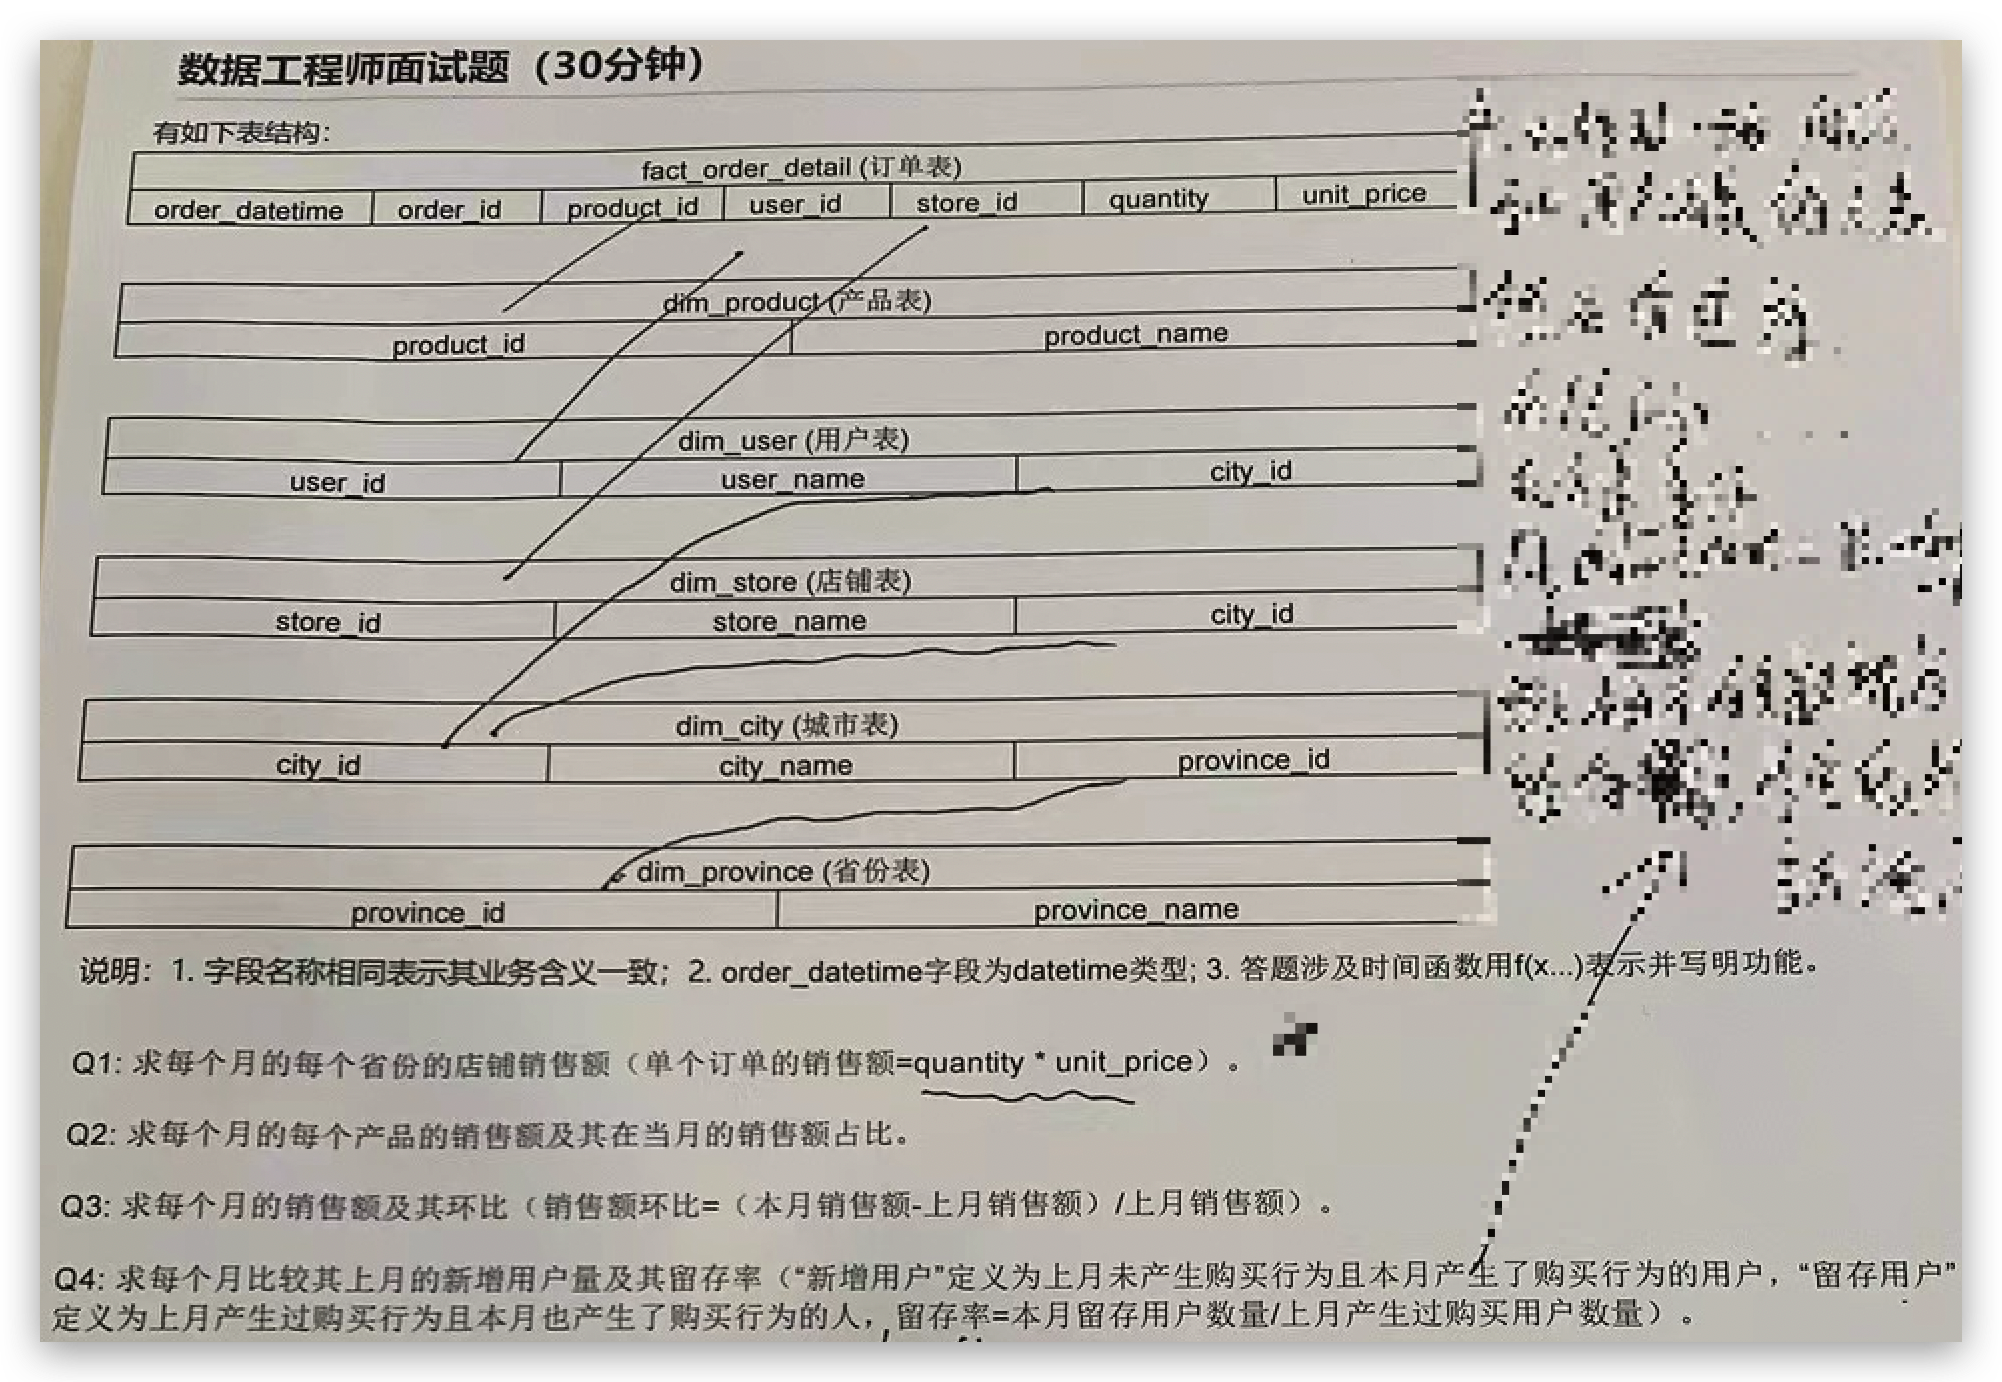 数据工程师面试题（30分钟）
有如下表结构：
fact_order_detail (订单表)
order_datetime order_id product_id user_id store_id quantity unit_price
dim_product (产品表)
product_id product_name
dim_user (用户表)
user_id user_name city_id
dim_store (店铺表)
store_id store_name city_id
dim_city (城市表)
city_id city_name province_id
dim_province (省份表)
province_id province_name
说明：1. 字段名称相同表示其业务含义一致；2. order_datetime字段为datetime类型; 3. 答题涉及时间函数用f(x...)表示并写明功能。
Q1: 求每个月的每个省份的店铺销售额（单个订单的销售额=quantity * unit_price）。
Q2: 求每个月的每个产品的销售额及其在当月的销售额占比。
Q3: 求每个月的销售额及其环比（销售额环比=（本月销售额-上月销售额）/上月销售额）。
Q4: 求每个月比较其上月的新增用户量及其留存率（“新增用户”定义为上月未产生购买行为且本月产生了购买行为的用户，“留存用户”
定义为上月产生过购买行为且本月也产生了购买行为的人，留存率=本月留存用户数量/上月产生过购买用户数量）。